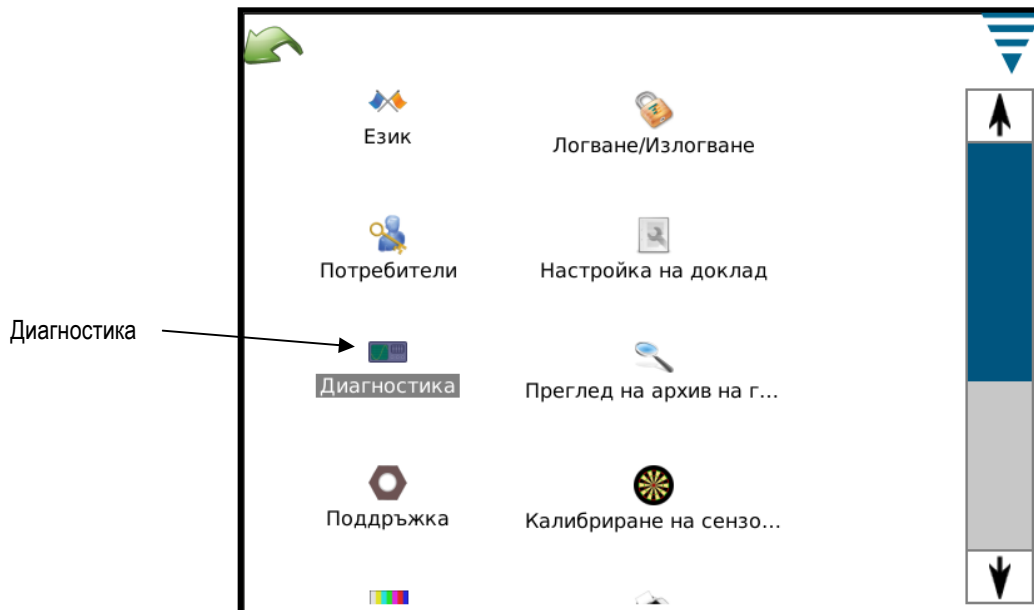 Език
Логване/Излогване
Потребители
Настройка на доклад
Диагностика
Диагностика
Преглед на архив на г...
Поддръжка
Калибриране на сензо...